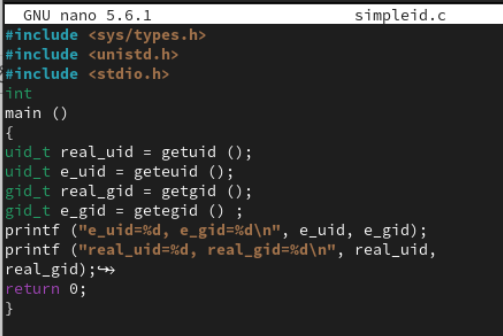 GNU nano 5.6.1 simpleid.c
#include <sys/types.h>
#include <unistd.h>
#include <stdio.h>
int
main ()
{
uid_t real_uid = getuid ();
uid_t e_uid = geteuid ();
gid_t real_gid = getgid ();
gid_t e_gid = getegid () ;
printf ("e_uid=%d, e_gid=%d\n", e_uid, e_gid);
printf ("real_uid=%d, real_gid=%d\n", real_uid,
real_gid);↪
return 0;
}